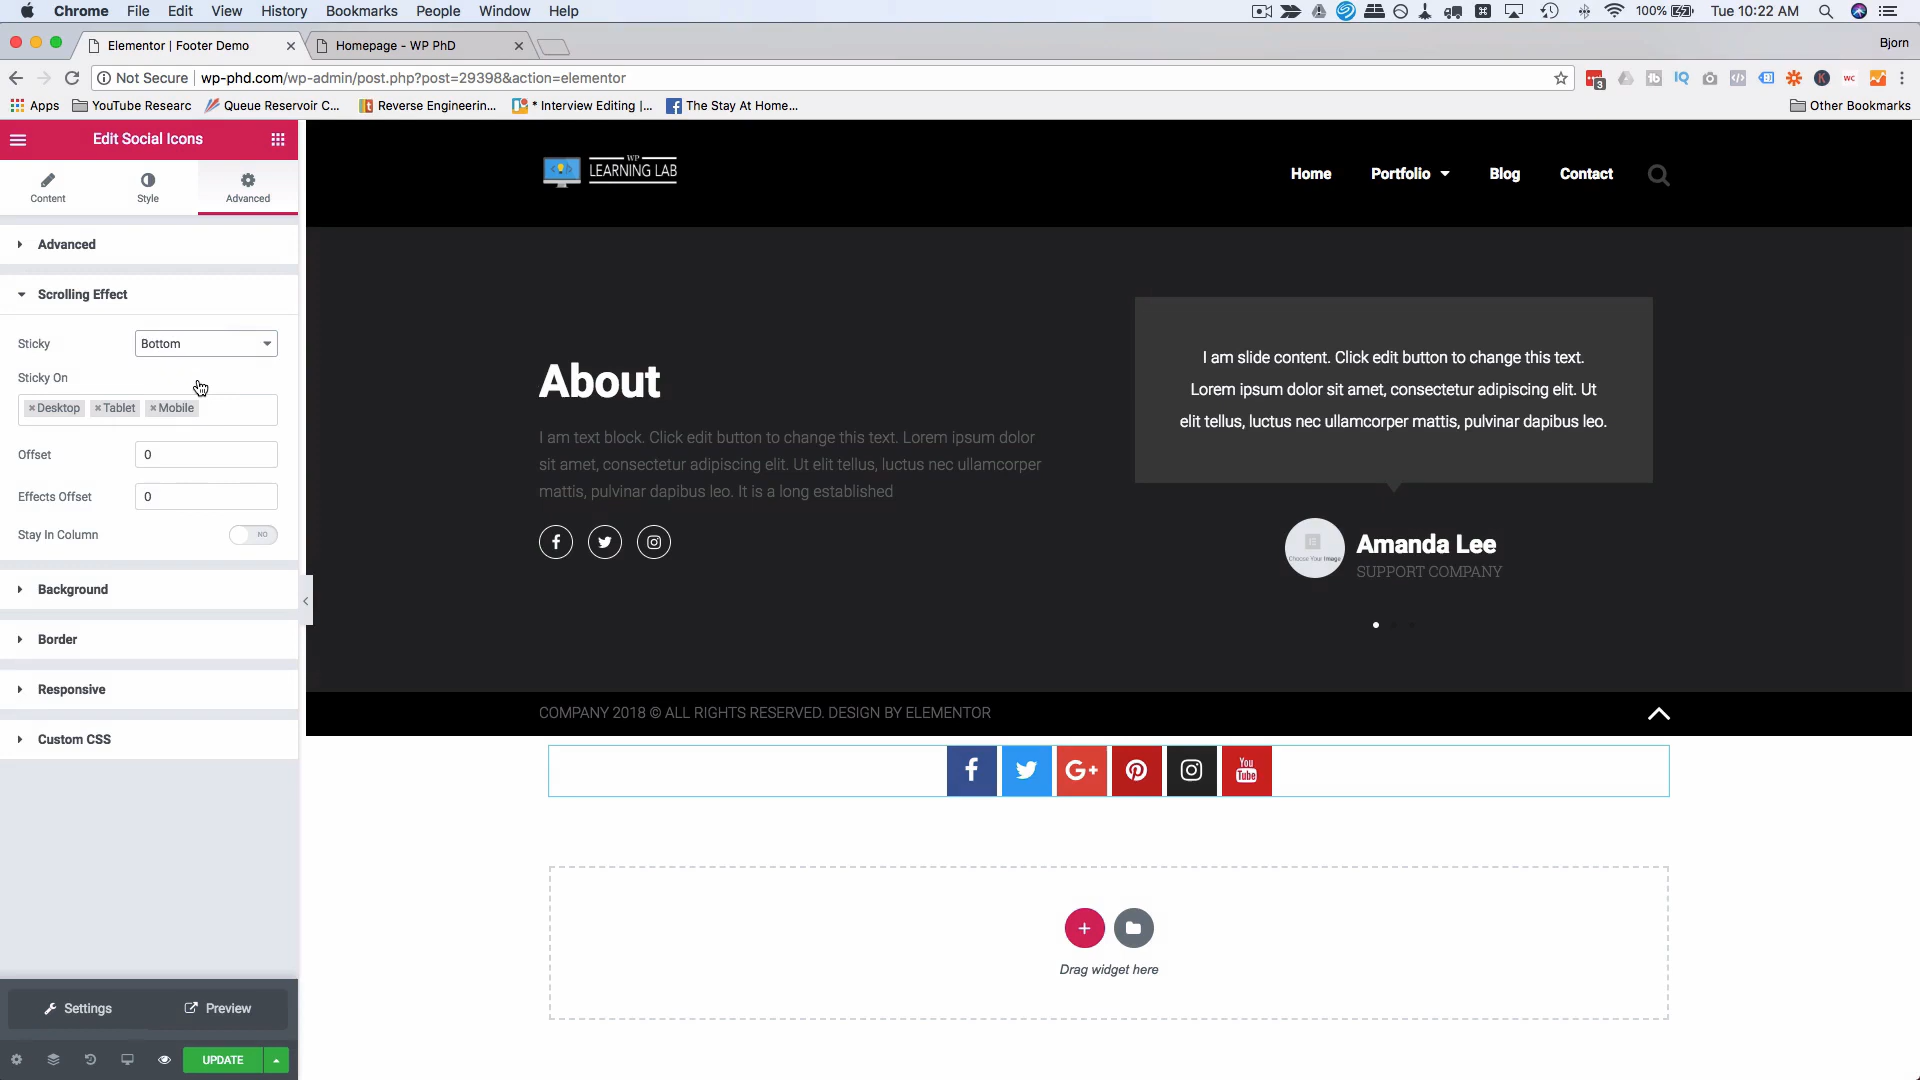 Chrome File Edit View History Bookmarks People Window Help 100% Tue 10:22 AM
Elementor | Footer Demo Homepage - WP PhD Bjorn
Not Secure wp-phd.com/wp-admin/post.php?post=29398&action=elementor 3
Apps YouTube Researc Queue Reservoir C... Reverse Engineerin... * Interview Editing |... The Stay At Home... Other Bookmarks
Edit Social Icons
Content Style Advanced
Advanced
Scrolling Effect
Sticky Bottom
Sticky On
×Desktop ×Tablet ×Mobile
Offset 0
Effects Offset 0
Stay In Column NO
Background
Border
Responsive
Custom CSS
Settings Preview
UPDATE
WP
LEARNING LAB
Home Portfolio Blog Contact
About
I am text block. Click edit button to change this text. Lorem ipsum dolor
sit amet, consectetur adipiscing elit. Ut elit tellus, luctus nec ullamcorper
mattis, pulvinar dapibus leo. It is a long established
I am slide content. Click edit button to change this text.
Lorem ipsum dolor sit amet, consectetur adipiscing elit. Ut
elit tellus, luctus nec ullamcorper mattis, pulvinar dapibus leo.
Choose Your Image
Amanda Lee
SUPPORT COMPANY
COMPANY 2018 © ALL RIGHTS RESERVED. DESIGN BY ELEMENTOR
G+
You
Tube
Drag widget here